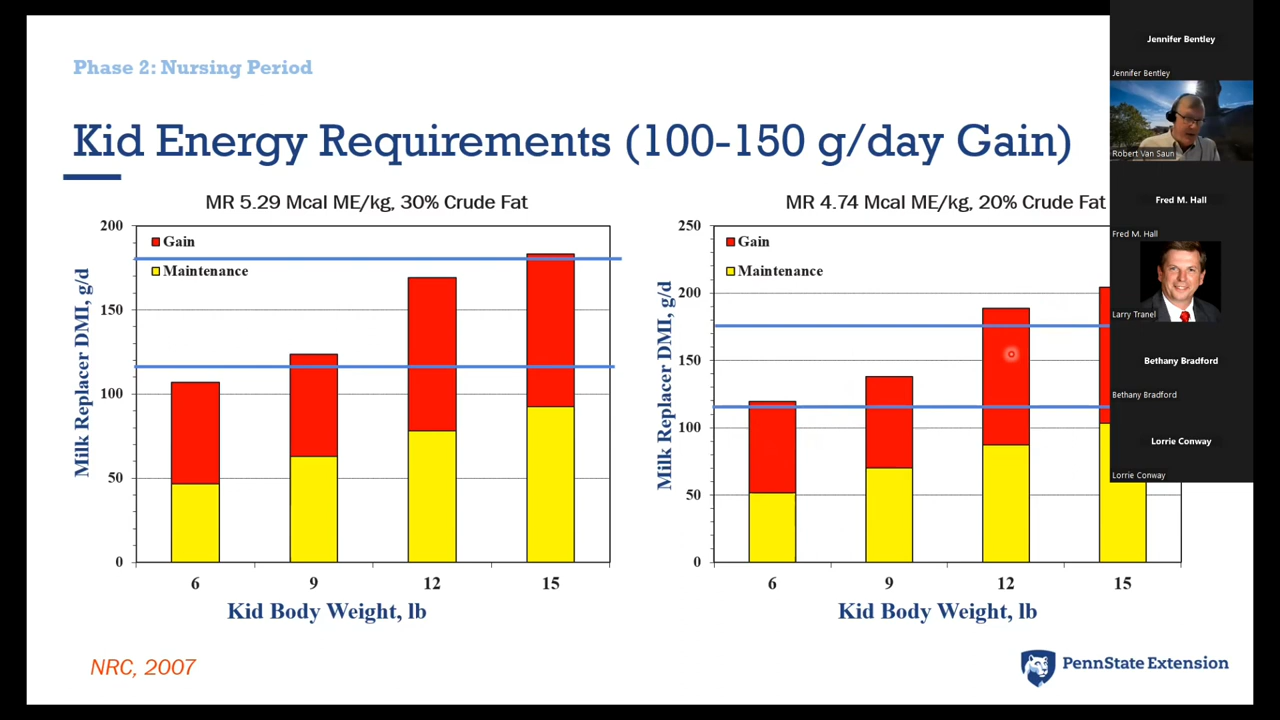 Phase 2: Nursing Period
Kid Energy Requirements (100-150 g/day Gain)
MR 5.29 Mcal ME/kg, 30% Crude Fat
Milk Replacer DMI, g/d
200
150
100
50
0
Gain
Maintenance
6 9 12 15
Kid Body Weight, lb
MR 4.74 Mcal ME/kg, 20% Crude Fat
Milk Replacer DMI, g/d
250
200
150
100
50
0
Gain
Maintenance
6 9 12 15
Kid Body Weight, lb
NRC, 2007
PennState Extension
Jennifer Bentley
Jennifer Bentley
Robert Van Saun
Fred M. Hall
Fred M. Hall
Larry Tranel
Bethany Bradford
Bethany Bradford
Lorrie Conway
Lorrie Conway